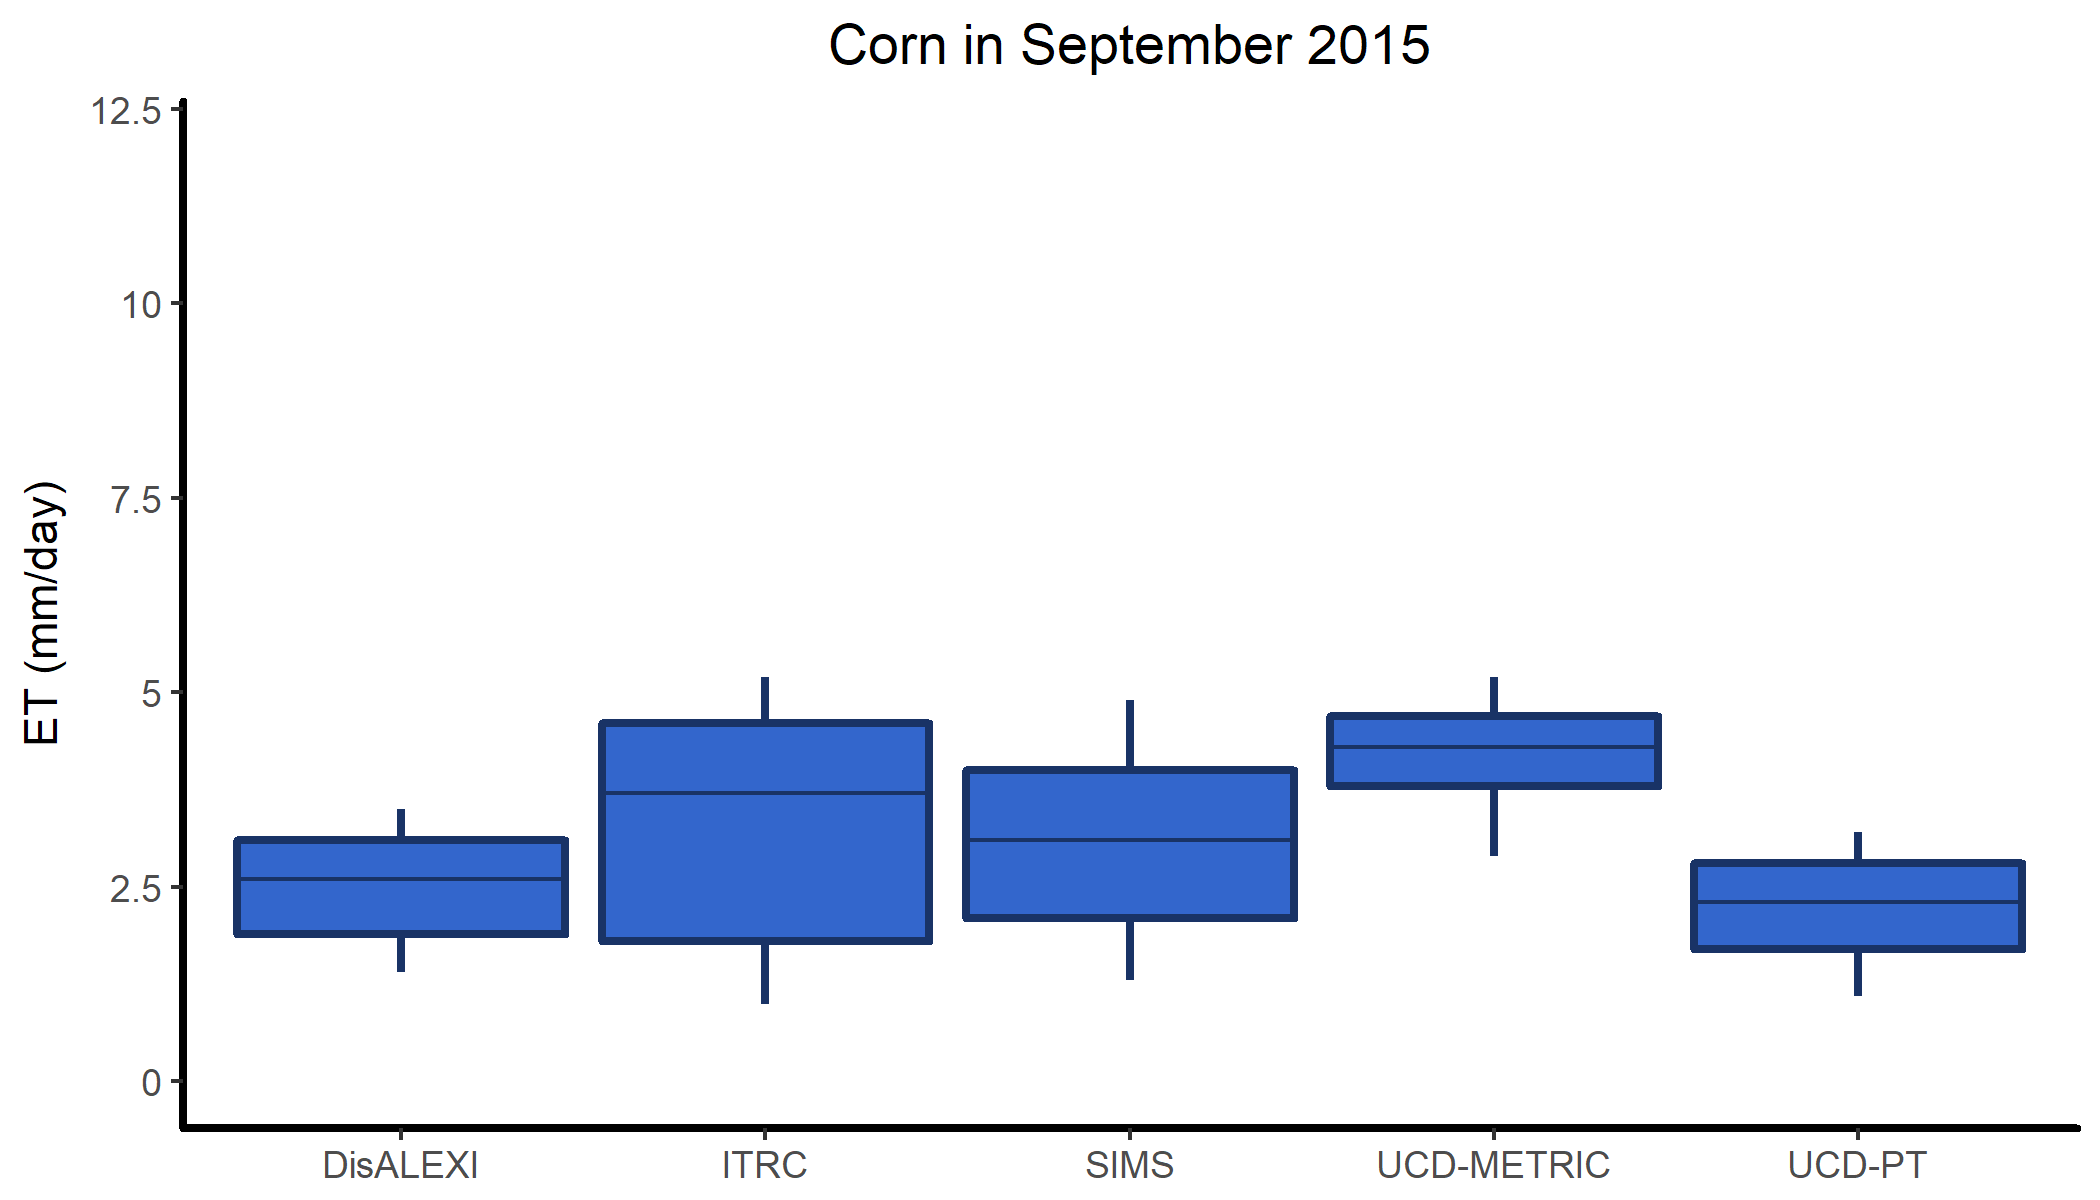 Corn in September 2015
12.5
10
7.5
5
2.5
0
ET (mm/day)
DisALEXI ITRC SIMS UCD-METRIC UCD-PT